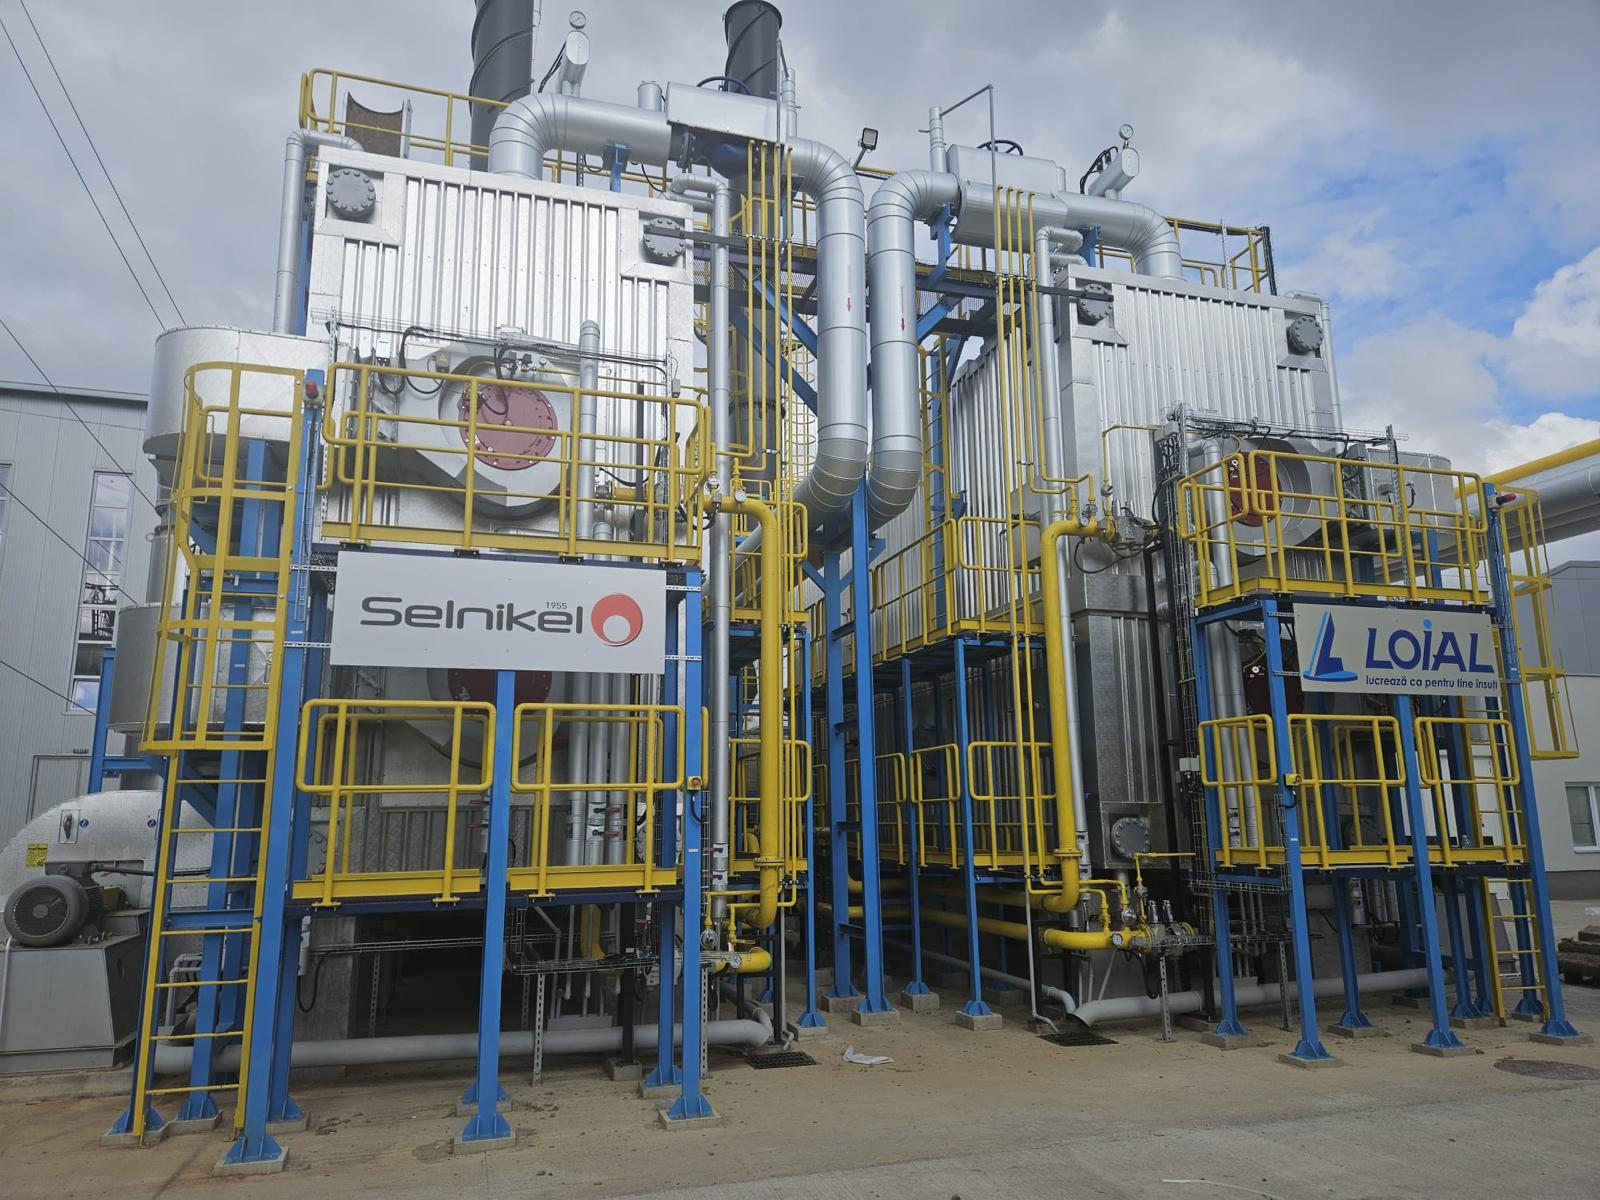 Selnikel
1955
LOIAL
lucrează ca pentru tine însuți